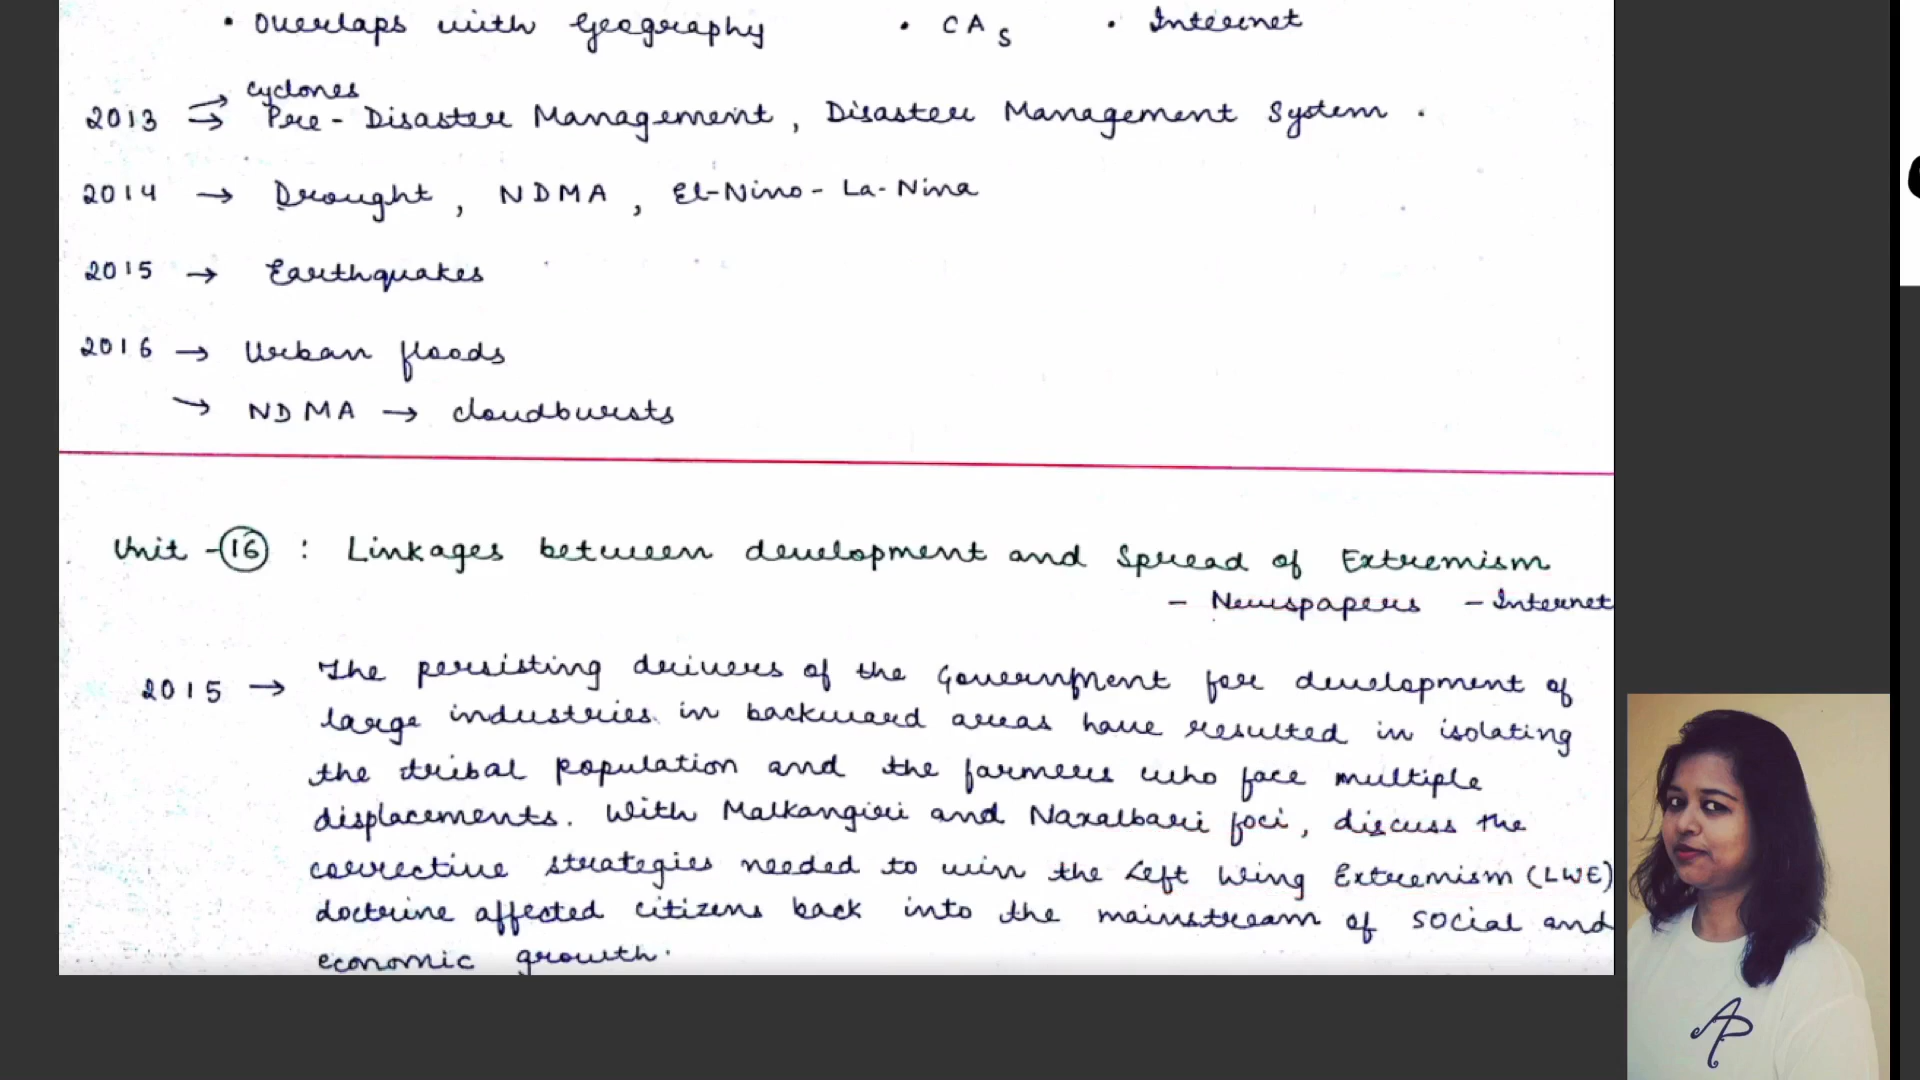 • Overlaps with Geography • CAs • Internet
cyclones
2013 → Pre-Disaster Management, Disaster Management System.
2014 → Drought, NDMA, El-Nino-La-Nina
2015 → Earthquakes
2016 → Urban floods
→ NDMA → cloudbursts
Unit-16 : Linkages between development and Spread of Extremism
- Newspapers - Internet
2015 → The persisting drivers of the Government for development of
large industries in backward areas have resulted in isolating
the tribal population and the farmers who face multiple
displacements. With Malkangiri and Naxalbari foci, discuss the
corrective strategies needed to win the Left Wing Extremism (LWE)
doctrine affected citizens back into the mainstream of social and
economic growth.
AP